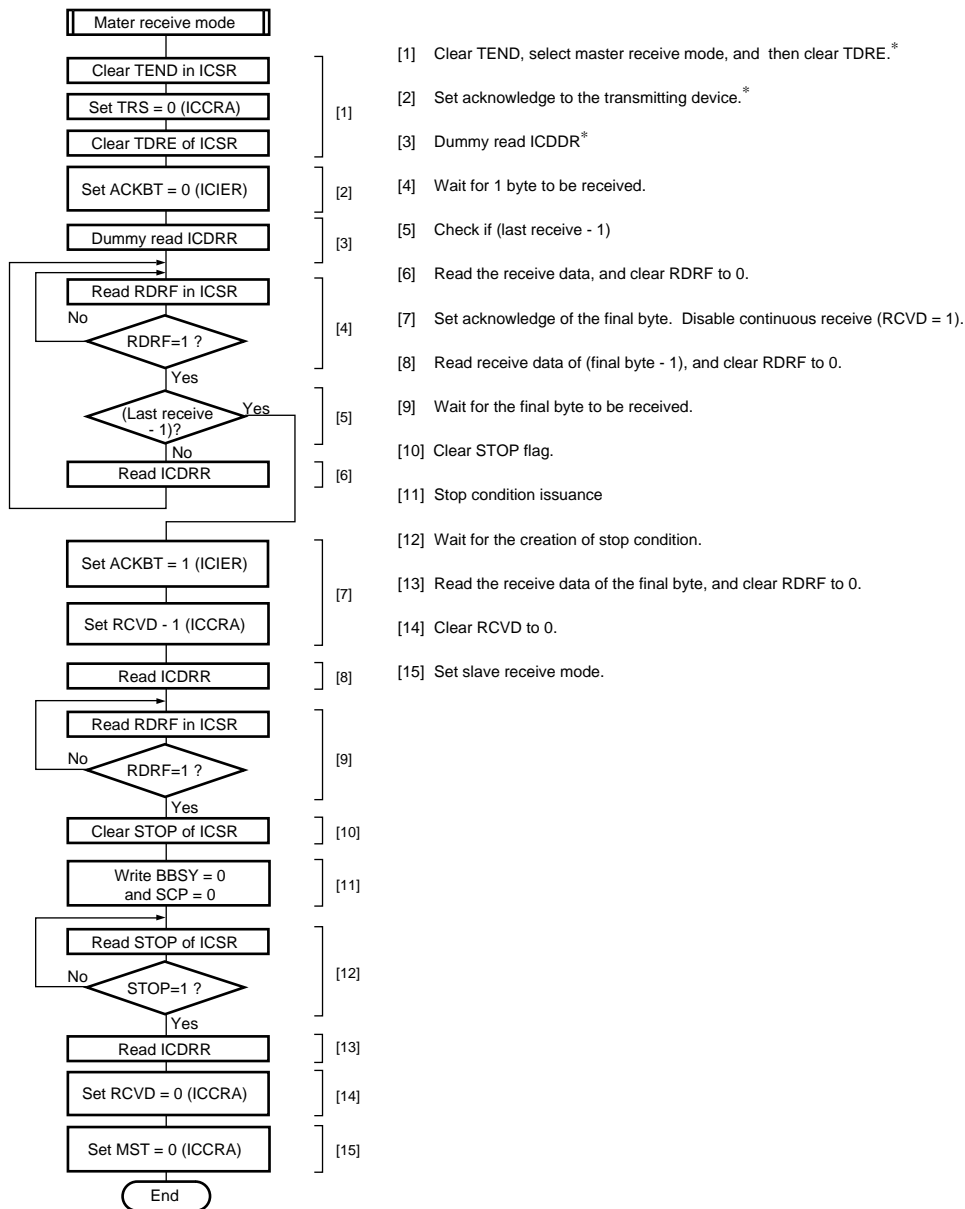 Mater receive mode
Clear TEND in ICSR
Set TRS = 0 (ICCRA)
[1]
Clear TDRE of ICSR
Set ACKBT = 0 (ICIER)
[2]
Dummy read ICDRR
[3]
Read RDRF in ICSR
No
RDRF=1 ?
[4]
Yes
(Last receive
- 1)?
Yes
[5]
No
Read ICDRR
[6]
Set ACKBT = 1 (ICIER)
[7]
Set RCVD - 1 (ICCRA)
Read ICDRR
[8]
Read RDRF in ICSR
No
RDRF=1 ?
[9]
Yes
Clear STOP of ICSR
[10]
Write BBSY = 0
and SCP = 0
[11]
Read STOP of ICSR
No
STOP=1 ?
[12]
Yes
Read ICDRR
[13]
Set RCVD = 0 (ICCRA)
[14]
Set MST = 0 (ICCRA)
[15]
End
[1] Clear TEND, select master receive mode, and then clear TDRE.*
[2] Set acknowledge to the transmitting device.*
[3] Dummy read ICDDR*
[4] Wait for 1 byte to be received.
[5] Check if (last receive - 1)
[6] Read the receive data, and clear RDRF to 0.
[7] Set acknowledge of the final byte. Disable continuous receive (RCVD = 1).
[8] Read receive data of (final byte - 1), and clear RDRF to 0.
[9] Wait for the final byte to be received.
[10] Clear STOP flag.
[11] Stop condition issuance
[12] Wait for the creation of stop condition.
[13] Read the receive data of the final byte, and clear RDRF to 0.
[14] Clear RCVD to 0.
[15] Set slave receive mode.